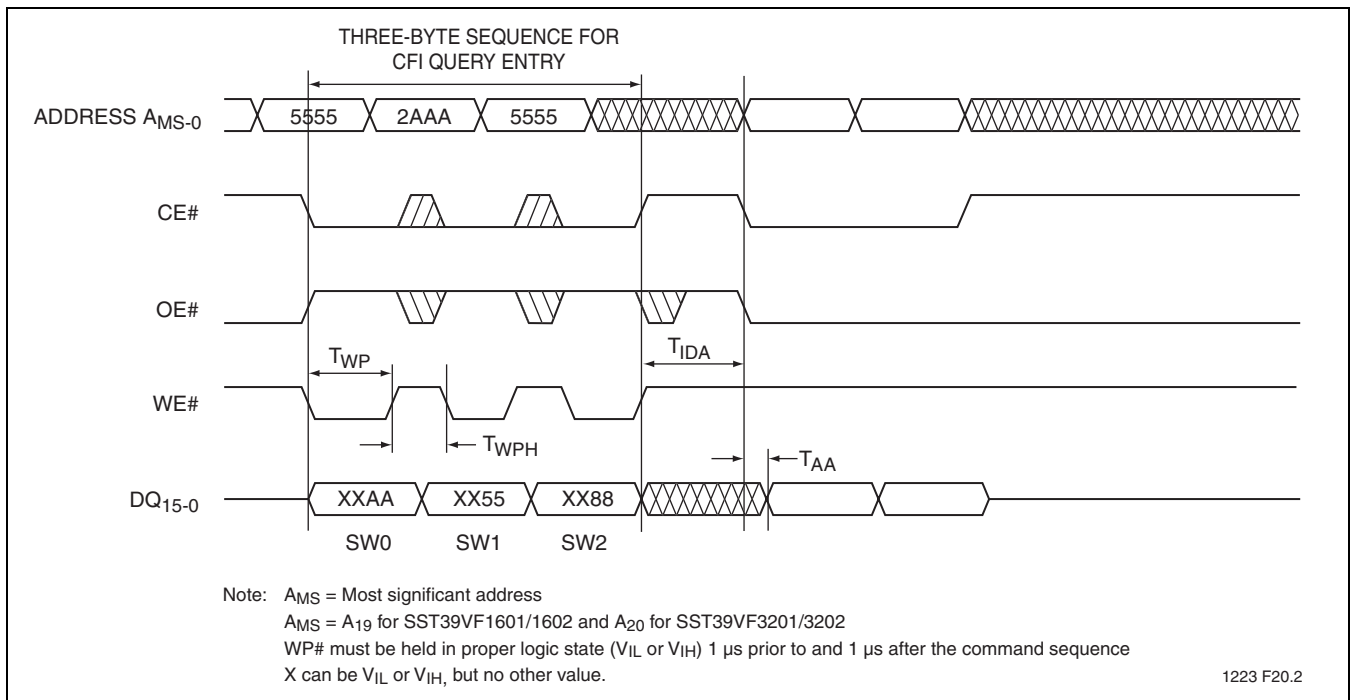 THREE-BYTE SEQUENCE FOR
CFI QUERY ENTRY
ADDRESS AMS-0
5555 2AAA 5555
CE#
OE#
TWP
TIDA
WE#
TWPH
TAA
DQ15-0
XXAA XX55 XX88
SW0 SW1 SW2
Note: AMS = Most significant address
AMS = A19 for SST39VF1601/1602 and A20 for SST39VF3201/3202
WP# must be held in proper logic state (VIL or VIH) 1 µs prior to and 1 µs after the command sequence
X can be VIL or VIH, but no other value.
1223 F20.2